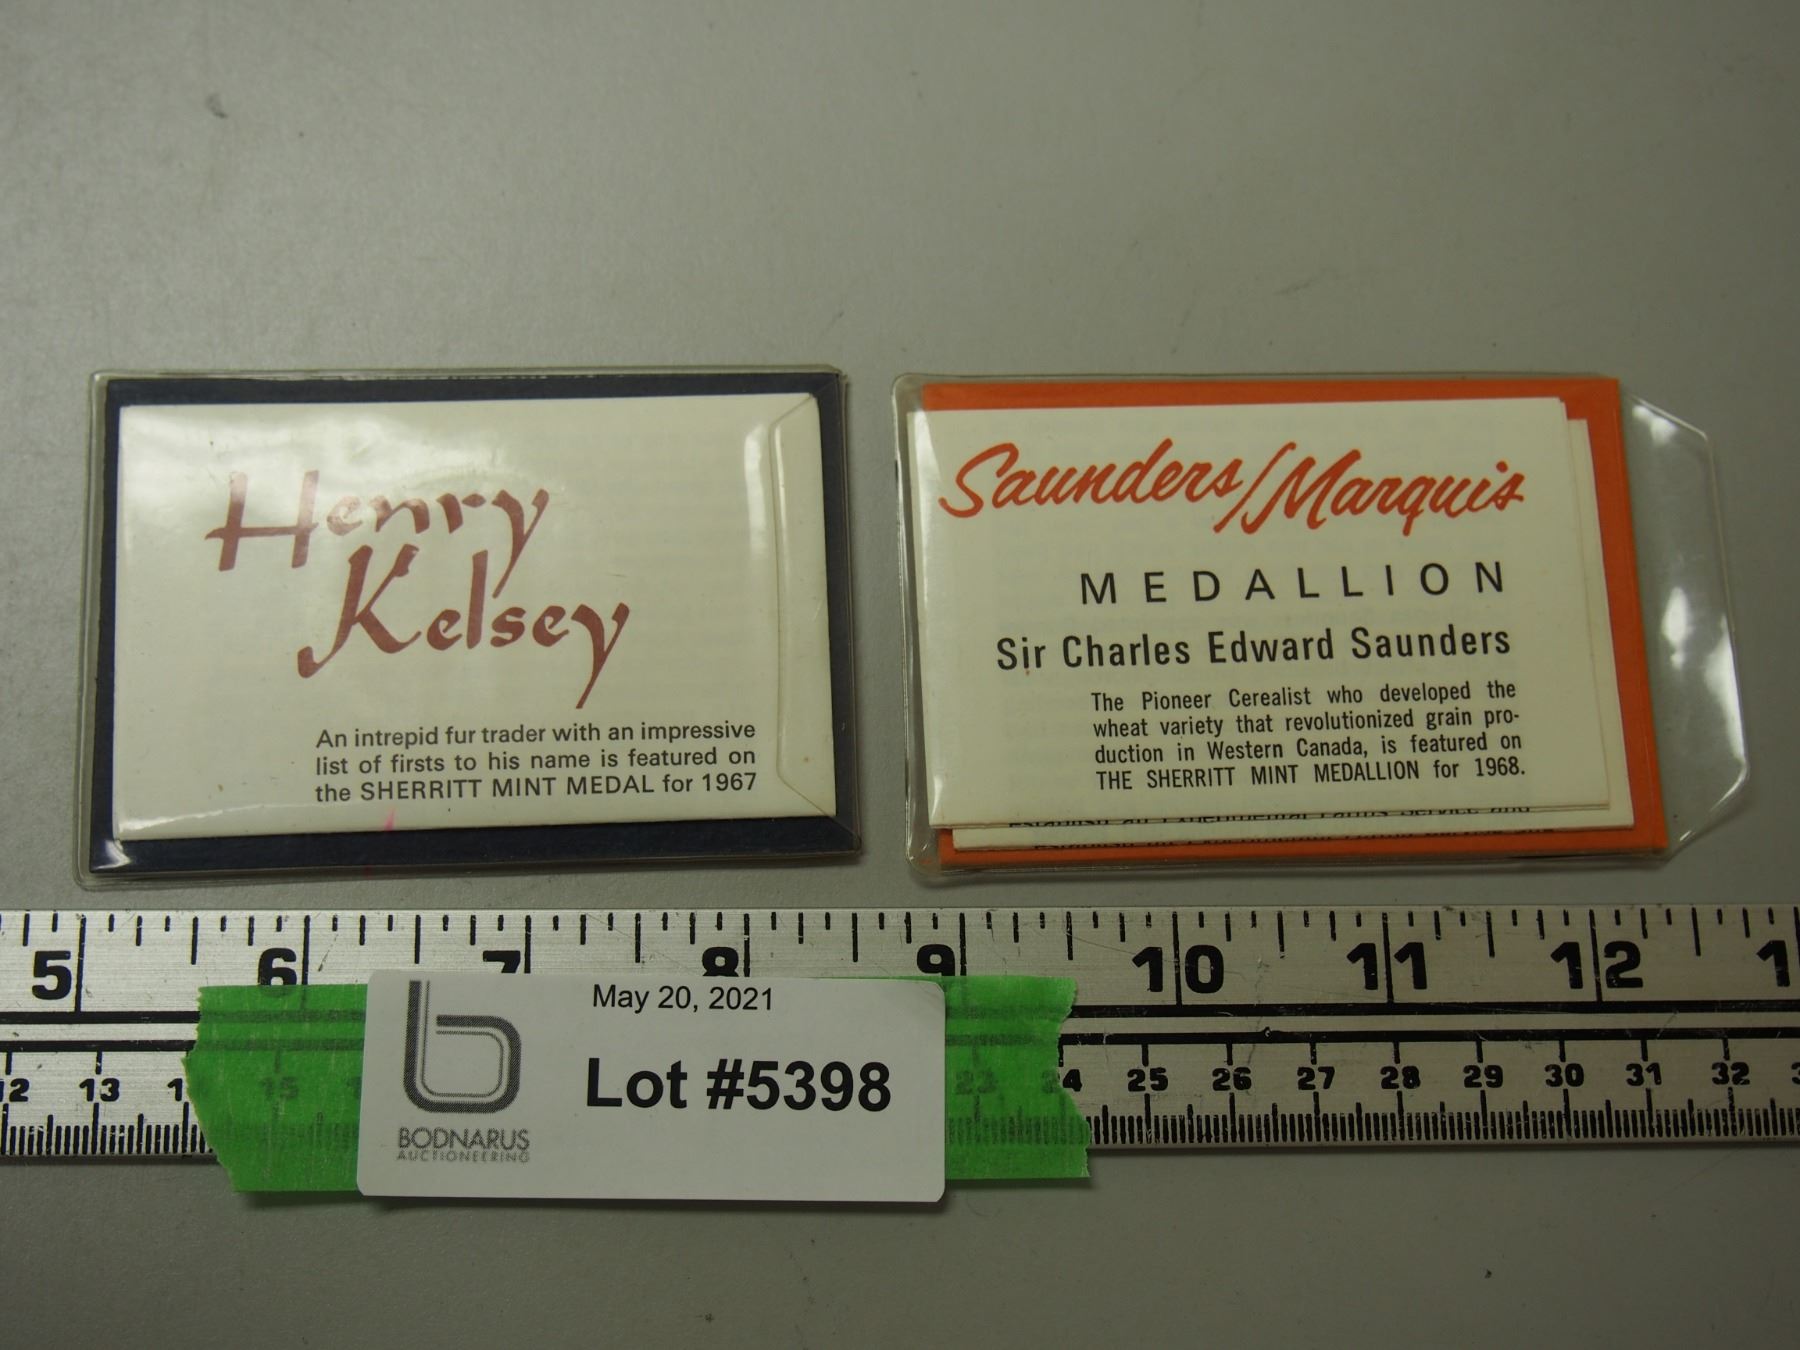 Henry
Kelsey
An intrepid fur trader with an impressive
list of firsts to his name is featured on
the SHERRITT MINT MEDAL for 1967
Saunders/Marquis
MEDALLION
Sir Charles Edward Saunders
The Pioneer Cerealist who developed the
wheat variety that revolutionized grain pro-
duction in Western Canada, is featured on
THE SHERRITT MINT MEDALLION for 1968.
5 6 7 8 9 10 11 12
May 20, 2021
Lot #5398
BODNARUS
AUCTIONEERING
12 13 15 23 24 25 26 27 28 29 30 31 32